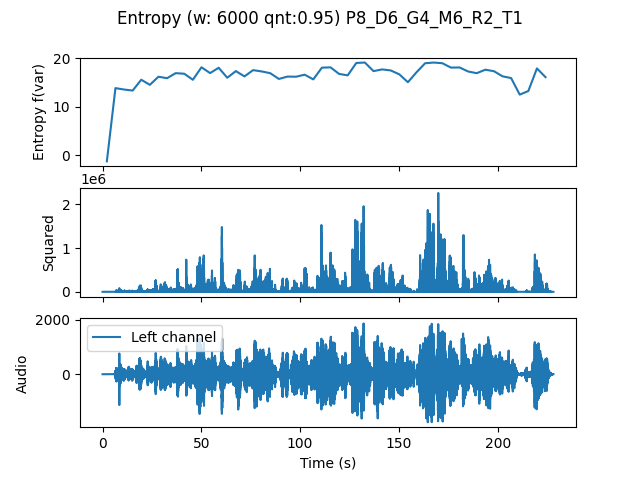 Entropy (w: 6000 qnt:0.95) P8_D6_G4_M6_R2_T1
20
10
0
Entropy f(var)
1e6
2
1
0
Squared
2000
0
Left channel
Audio
0 50 100 150 200
Time (s)